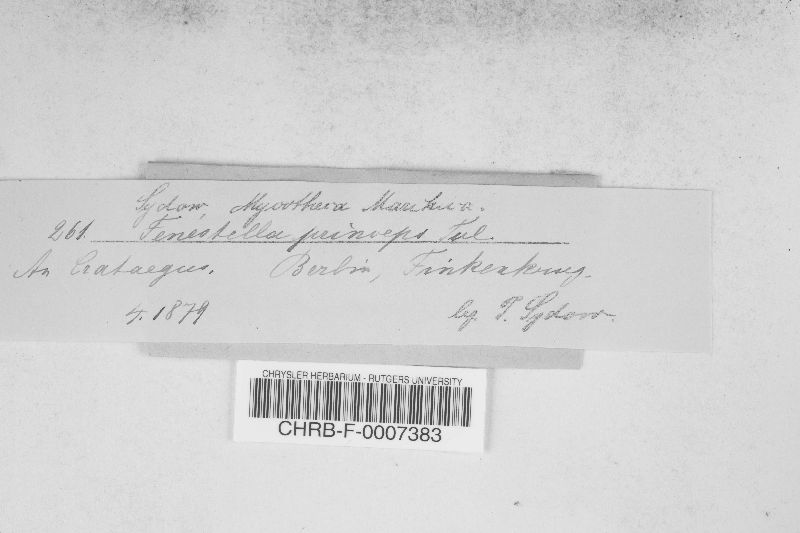 Sydow Mycotheca Marchica.
261. Fenestella princeps Tul.
An Crataegus. Berlin, Finkenkrug.
4. 1879 leg. P. Sydow.
CHRYSLER HERBARIUM - RUTGERS UNIVERSITY
CHRB-F-0007383